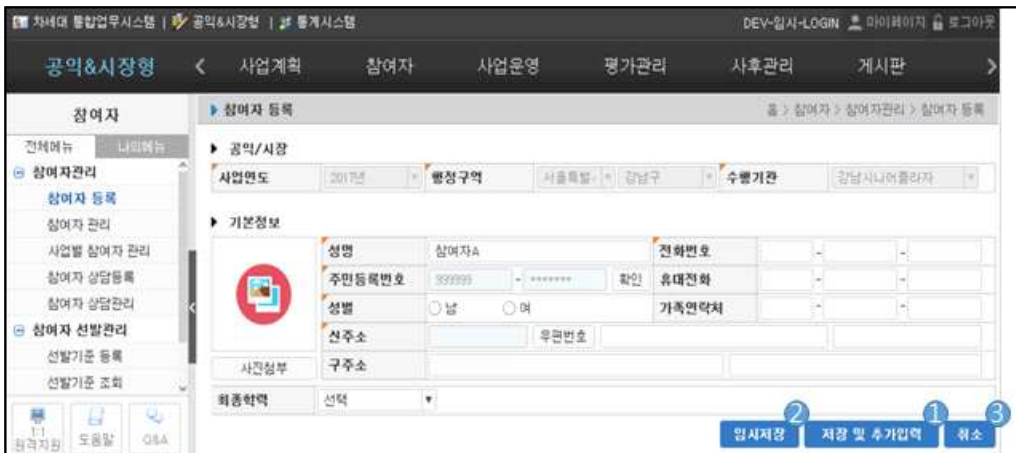 차세대 통합업무시스템 | 공익&시장형 | 통계시스템 DEV-임시-LOGIN 마이페이지 로그아웃
공익&시장형 < 사업계획 참여자 사업운영 평가관리 사후관리 게시판 >
참여자
전체메뉴 나의메뉴
참여자관리
참여자 등록
참여자 관리
사업별 참여자 관리
참여자 상담등록
참여자 상담관리
참여자 선발관리
선발기준 등록
선발기준 조회
1:1 원격지원 도움말 Q&A
참여자 등록 홈 > 참여자 > 참여자관리 > 참여자 등록
공익/시장
사업연도 2017년 행정구역 서울특별 강남구 수행기관 강남시니어플라자
기본정보
성명 참여자A 전화번호 - -
주민등록번호 999999 - ******* 확인 휴대전화 - -
성별 남 여 가족연락처 - -
신주소 우편번호
사진첨부 구주소
최종학력 선택
임시저장 2 저장 및 추가입력 1 취소 3